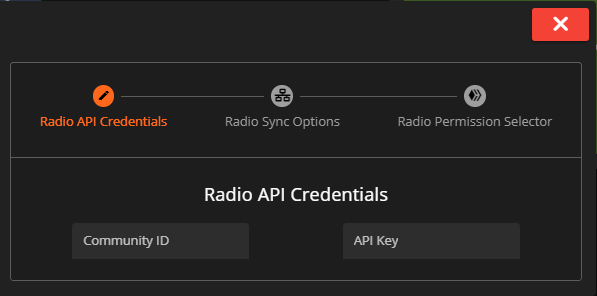 Radio API Credentials
Radio Sync Options
Radio Permission Selector
Radio API Credentials
Community ID
API Key